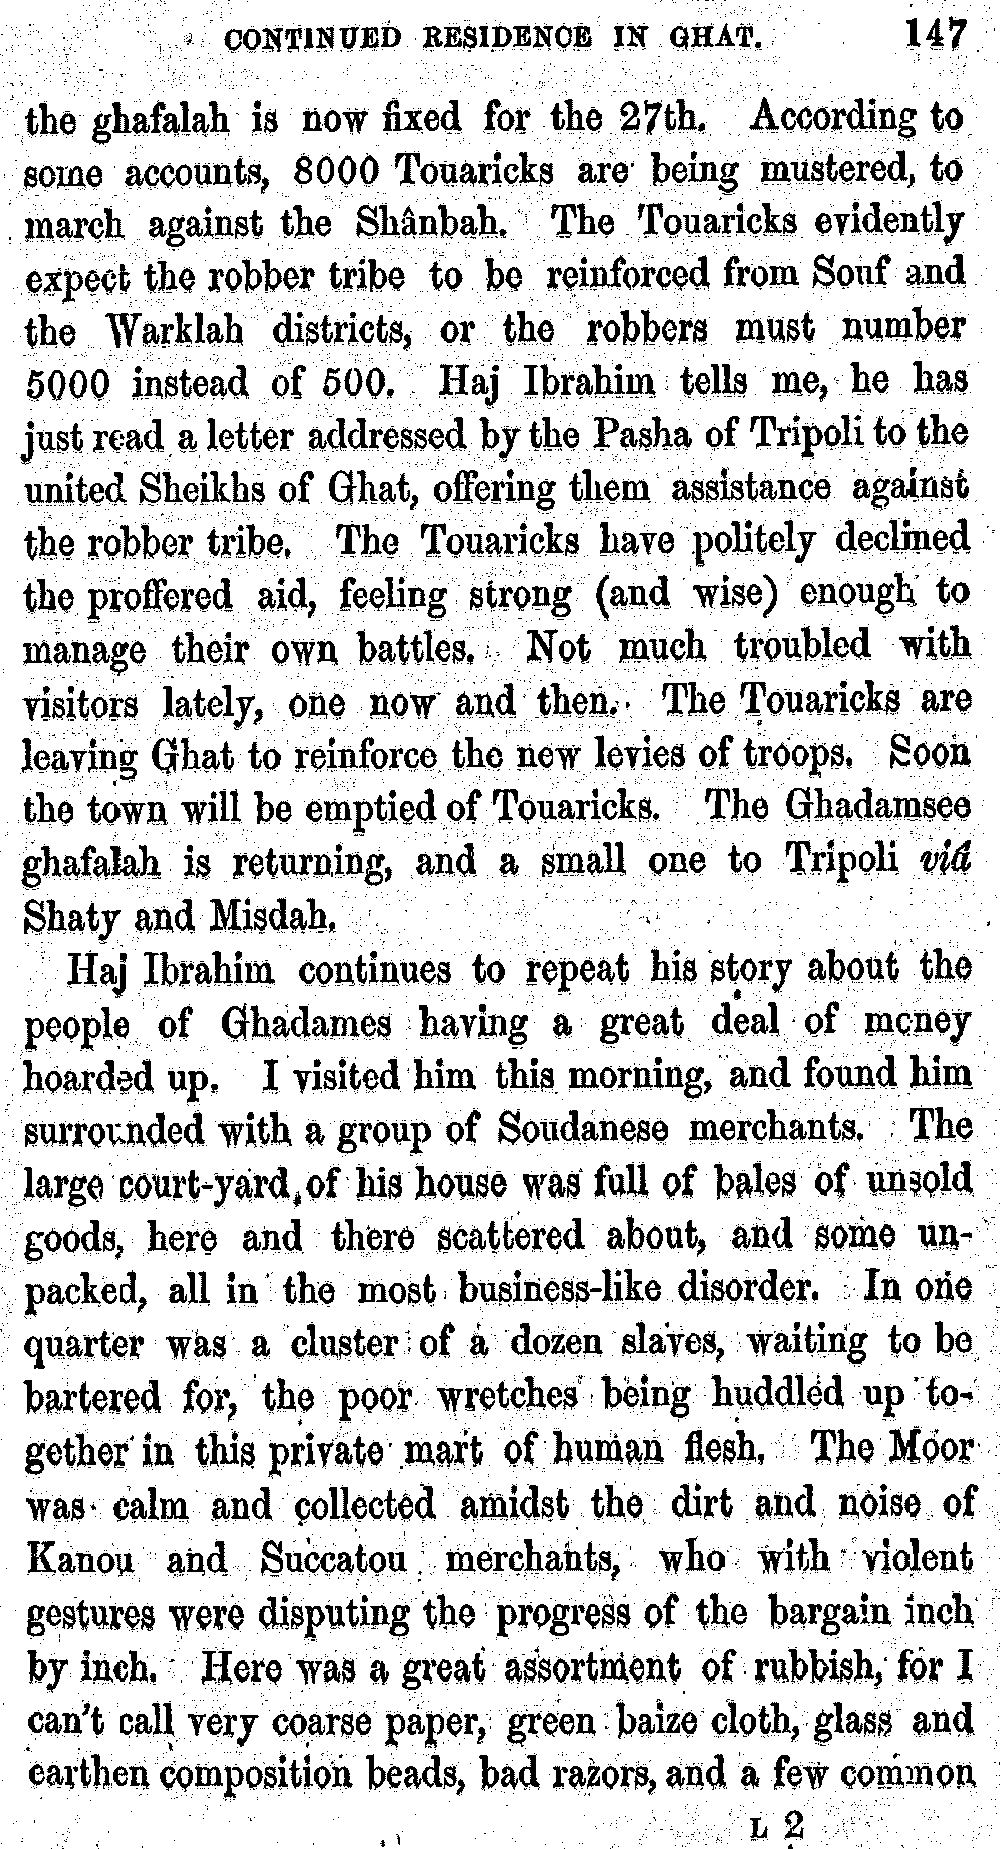 CONTINUED RESIDENCE IN GHAT. 147
the ghafalah is now fixed for the 27th. According to
some accounts, 8000 Touaricks are being mustered, to
march against the Shânbah. The Touaricks evidently
expect the robber tribe to be reinforced from Souf and
the Warklah districts, or the robbers must number
5000 instead of 500. Haj Ibrahim tells me, he has
just read a letter addressed by the Pasha of Tripoli to the
united Sheikhs of Ghat, offering them assistance against
the robber tribe. The Touaricks have politely declined
the proffered aid, feeling strong (and wise) enough to
manage their own battles. Not much troubled with
visitors lately, one now and then. The Touaricks are
leaving Ghat to reinforce the new levies of troops. Soon
the town will be emptied of Touaricks. The Ghadamsee
ghafalah is returning, and a small one to Tripoli viâ
Shaty and Misdah.
Haj Ibrahim continues to repeat his story about the
people of Ghadames having a great deal of money
hoarded up. I visited him this morning, and found him
surrounded with a group of Soudanese merchants. The
large court-yard of his house was full of bales of unsold
goods, here and there scattered about, and some un-
packed, all in the most business-like disorder. In one
quarter was a cluster of a dozen slaves, waiting to be
bartered for, the poor wretches being huddled up to-
gether in this private mart of human flesh. The Moor
was calm and collected amidst the dirt and noise of
Kanou and Succatou merchants, who with violent
gestures were disputing the progress of the bargain inch
by inch. Here was a great assortment of rubbish, for I
can't call very coarse paper, green baize cloth, glass and
earthen composition beads, bad razors, and a few common
L 2